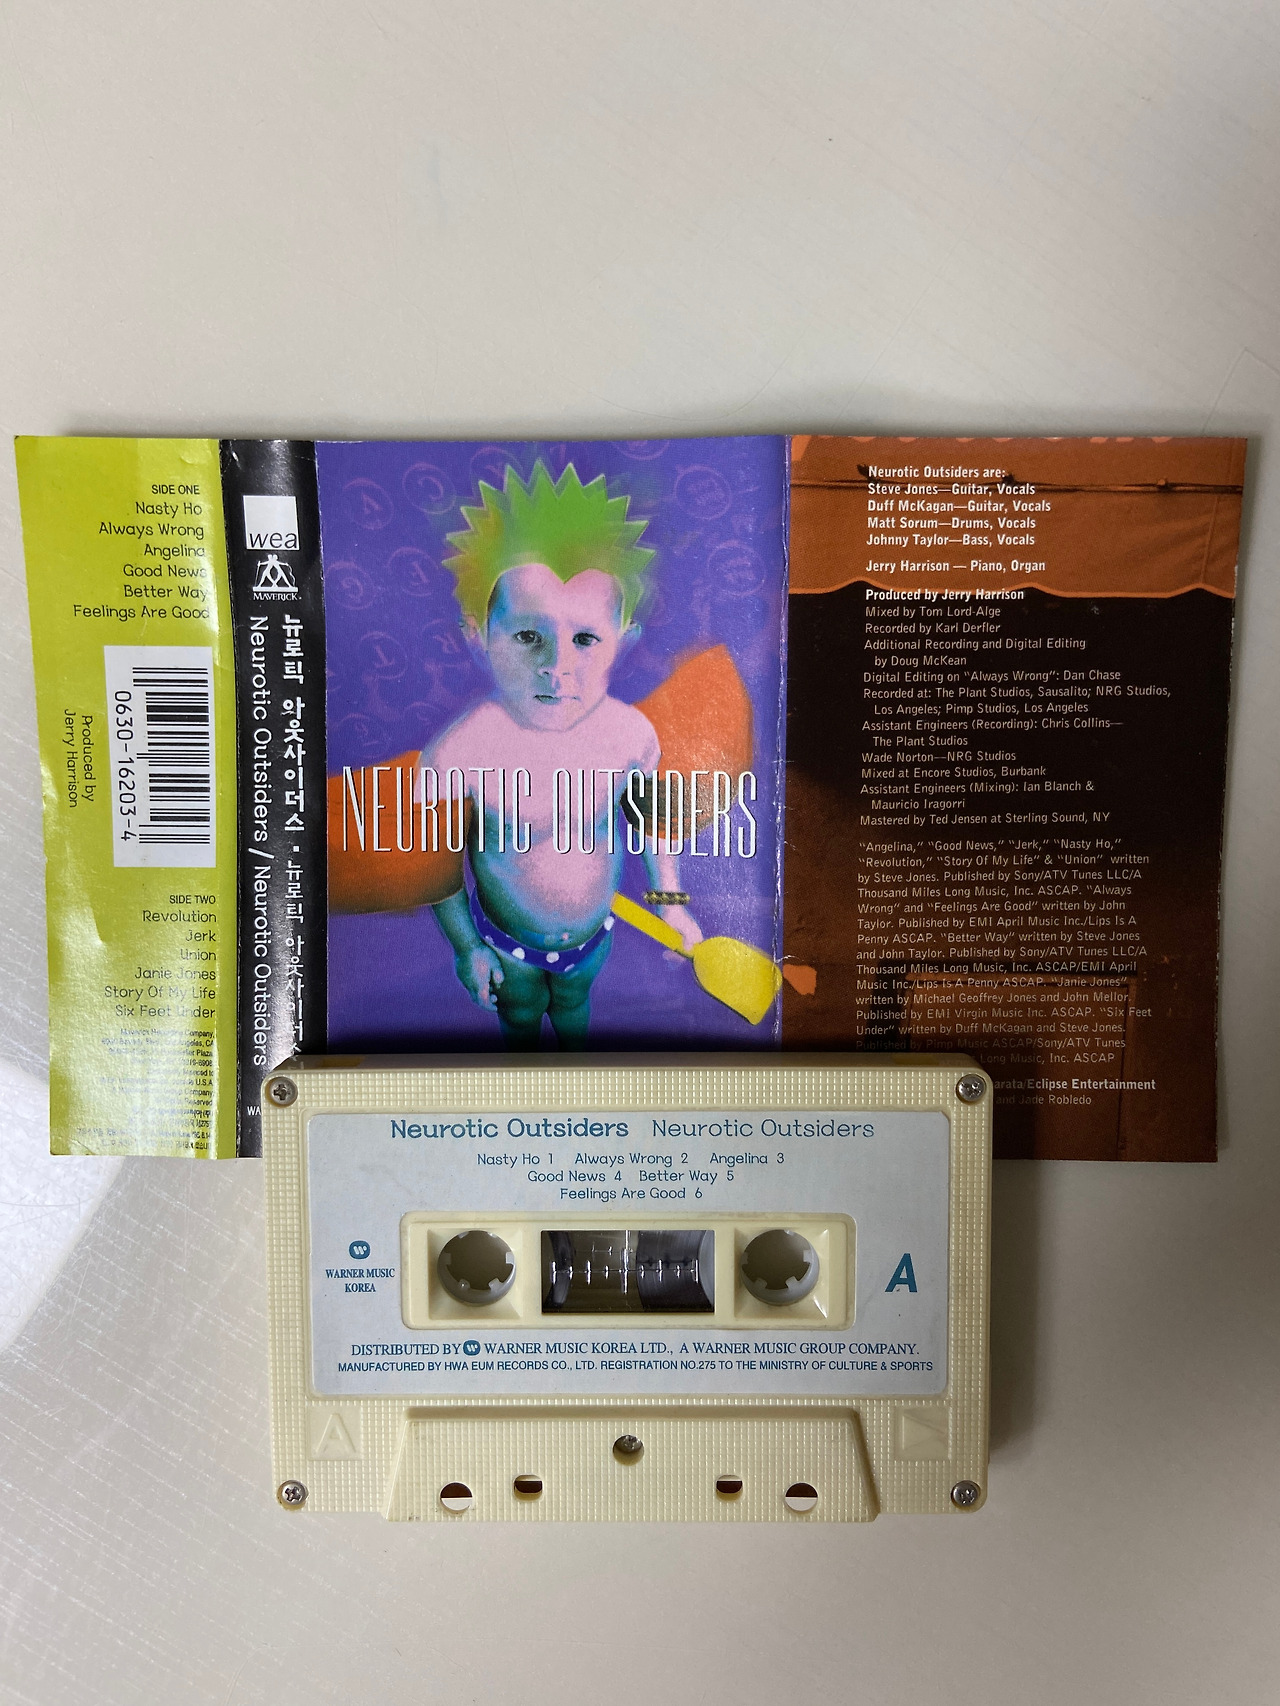 SIDE ONE
Nasty Ho
Always Wrong
Angelina
Good News
Better Way
Feelings Are Good
0630-16203-4
Produced by
Jerry Harrison
SIDE TWO
Revolution
Jerk
Union
Janie Jones
Story Of My Life
Six Feet Under
wea
MAVERICK
뉴로틱 아웃사이더스 · 뉴로틱 아웃사이더스
Neurotic Outsiders / Neurotic Outsiders
WA
NEUROTIC OUTSIDERS
Neurotic Outsiders are:
Steve Jones—Guitar, Vocals
Duff McKagan—Guitar, Vocals
Matt Sorum—Drums, Vocals
Johnny Taylor—Bass, Vocals
Jerry Harrison — Piano, Organ
Produced by Jerry Harrison
Mixed by Tom Lord-Alge
Recorded by Karl Derfler
Additional Recording and Digital Editing
by Doug McKean
Digital Editing on "Always Wrong": Dan Chase
Recorded at: The Plant Studios, Sausalito; NRG Studios,
Los Angeles; Pimp Studios, Los Angeles
Assistant Engineers (Recording): Chris Collins—
The Plant Studios
Wade Norton—NRG Studios
Mixed at Encore Studios, Burbank
Assistant Engineers (Mixing): Ian Blanch &
Mauricio Iragorri
Mastered by Ted Jensen at Sterling Sound, NY
"Angelina," "Good News," "Jerk," "Nasty Ho,"
"Revolution," "Story Of My Life" & "Union" written
by Steve Jones. Published by Sony/ATV Tunes LLC/A
Thousand Miles Long Music, Inc. ASCAP. "Always
Wrong" and "Feelings Are Good" written by John
Taylor. Published by EMI April Music Inc./Lips Is A
Penny ASCAP. "Better Way" written by Steve Jones
and John Taylor. Published by Sony/ATV Tunes LLC/A
Thousand Miles Long Music, Inc. ASCAP/EMI April
Music Inc./Lips Is A Penny ASCAP. "Janie Jones"
written by Michael Geoffrey Jones and John Mellor.
Published by EMI Virgin Music Inc. ASCAP. "Six Feet
Under" written by Duff McKagan and Steve Jones.
Published by Pimp Music ASCAP/Sony/ATV Tunes
Long Music, Inc. ASCAP
arata/Eclipse Entertainment
and Jade Robledo
Neurotic Outsiders Neurotic Outsiders
Nasty Ho 1 Always Wrong 2 Angelina 3
Good News 4 Better Way 5
Feelings Are Good 6
WARNER MUSIC
KOREA
A
DISTRIBUTED BY WARNER MUSIC KOREA LTD., A WARNER MUSIC GROUP COMPANY.
MANUFACTURED BY HWA EUM RECORDS CO., LTD. REGISTRATION NO.275 TO THE MINISTRY OF CULTURE & SPORTS
A